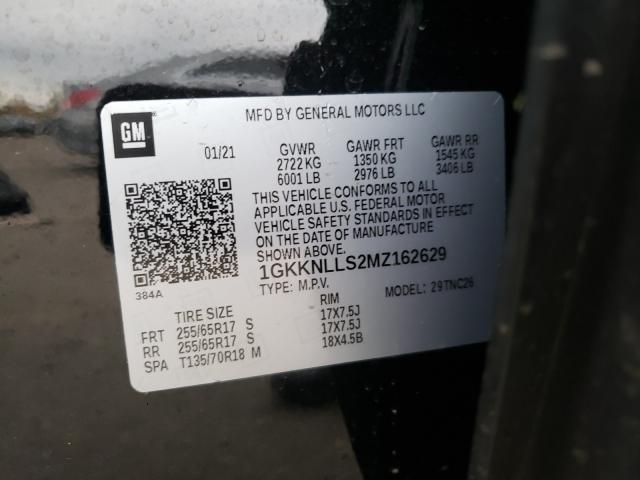 MFD BY GENERAL MOTORS LLC
GM
01/21
GVWR GAWR FRT GAWR RR
2722 KG 1350 KG 1545 KG
6001 LB 2976 LB 3406 LB
THIS VEHICLE CONFORMS TO ALL
APPLICABLE U.S. FEDERAL MOTOR
VEHICLE SAFETY STANDARDS IN EFFECT
ON THE DATE OF MANUFACTURE
SHOWN ABOVE.
1GKKNLLS2MZ162629
TYPE: M.P.V. MODEL: 29TNC26
384A
TIRE SIZE RIM
FRT 255/65R17 S 17X7.5J
RR 255/65R17 S 17X7.5J
SPA T135/70R18 M 18X4.5B